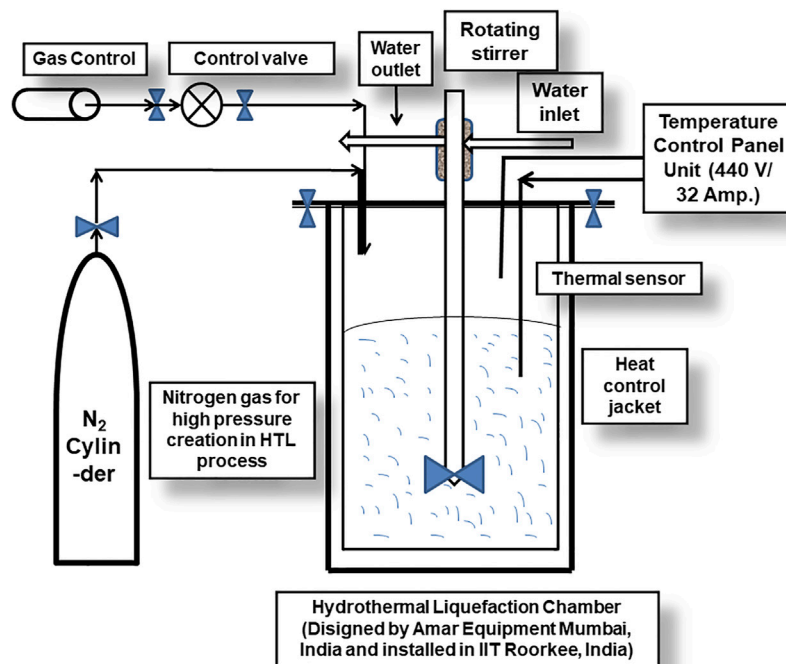 Gas Control
Control valve
Water
outlet
Rotating
stirrer
Water
inlet
Temperature
Control Panel
Unit (440 V/
32 Amp.)
Thermal sensor
Heat
control
jacket
Nitrogen gas for
high pressure
creation in HTL
process
N₂
Cylin
-der
Hydrothermal Liquefaction Chamber
(Disigned by Amar Equipment Mumbai,
India and installed in IIT Roorkee, India)